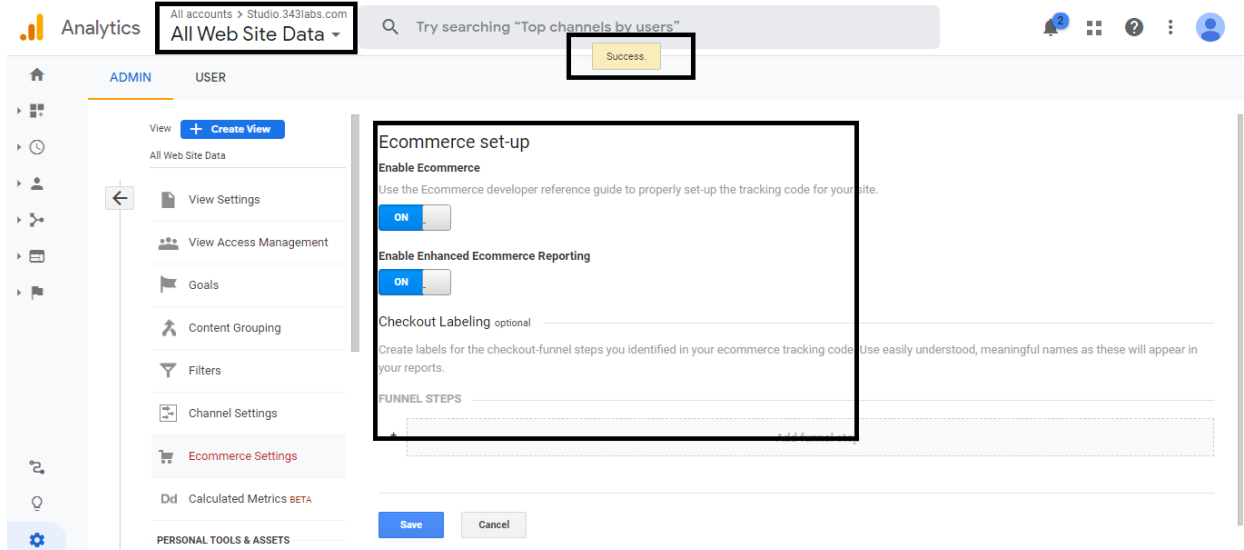 Analytics
All accounts > Studio.343labs.com
All Web Site Data
Try searching “Top channels by users”
2
Success.
ADMIN
USER
View
+ Create View
All Web Site Data
View Settings
View Access Management
Goals
Content Grouping
Filters
Channel Settings
Ecommerce Settings
Dd Calculated Metrics BETA
PERSONAL TOOLS & ASSETS
Ecommerce set-up
Enable Ecommerce
Use the Ecommerce developer reference guide to properly set-up the tracking code for your site.
ON
Enable Enhanced Ecommerce Reporting
ON
Checkout Labeling optional
Create labels for the checkout-funnel steps you identified in your ecommerce tracking code. Use easily understood, meaningful names as these will appear in
your reports.
FUNNEL STEPS
Add funnel step
Save
Cancel